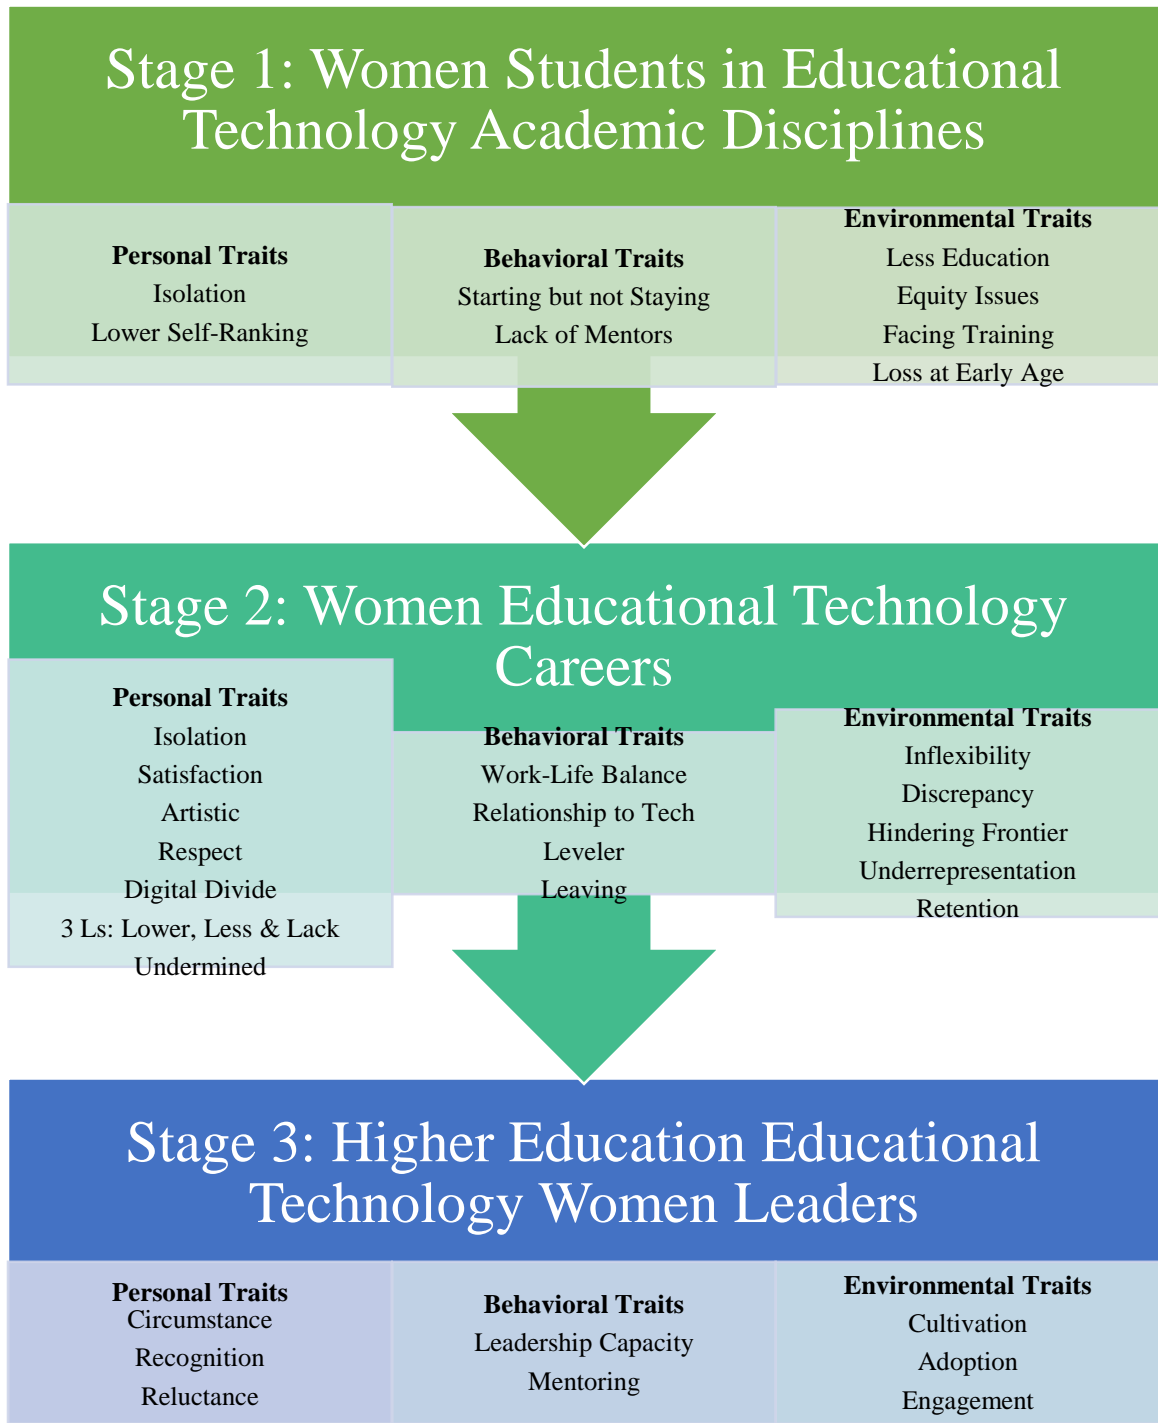 Stage 1: Women Students in Educational
Technology Academic Disciplines
Personal Traits
Isolation
Lower Self-Ranking
Behavioral Traits
Starting but not Staying
Lack of Mentors
Environmental Traits
Less Education
Equity Issues
Facing Training
Loss at Early Age
Stage 2: Women Educational Technology
Careers
Personal Traits
Isolation
Satisfaction
Artistic
Respect
Digital Divide
3 Ls: Lower, Less & Lack
Undermined
Behavioral Traits
Work-Life Balance
Relationship to Tech
Leveler
Leaving
Environmental Traits
Inflexibility
Discrepancy
Hindering Frontier
Underrepresentation
Retention
Stage 3: Higher Education Educational
Technology Women Leaders
Personal Traits
Circumstance
Recognition
Reluctance
Behavioral Traits
Leadership Capacity
Mentoring
Environmental Traits
Cultivation
Adoption
Engagement